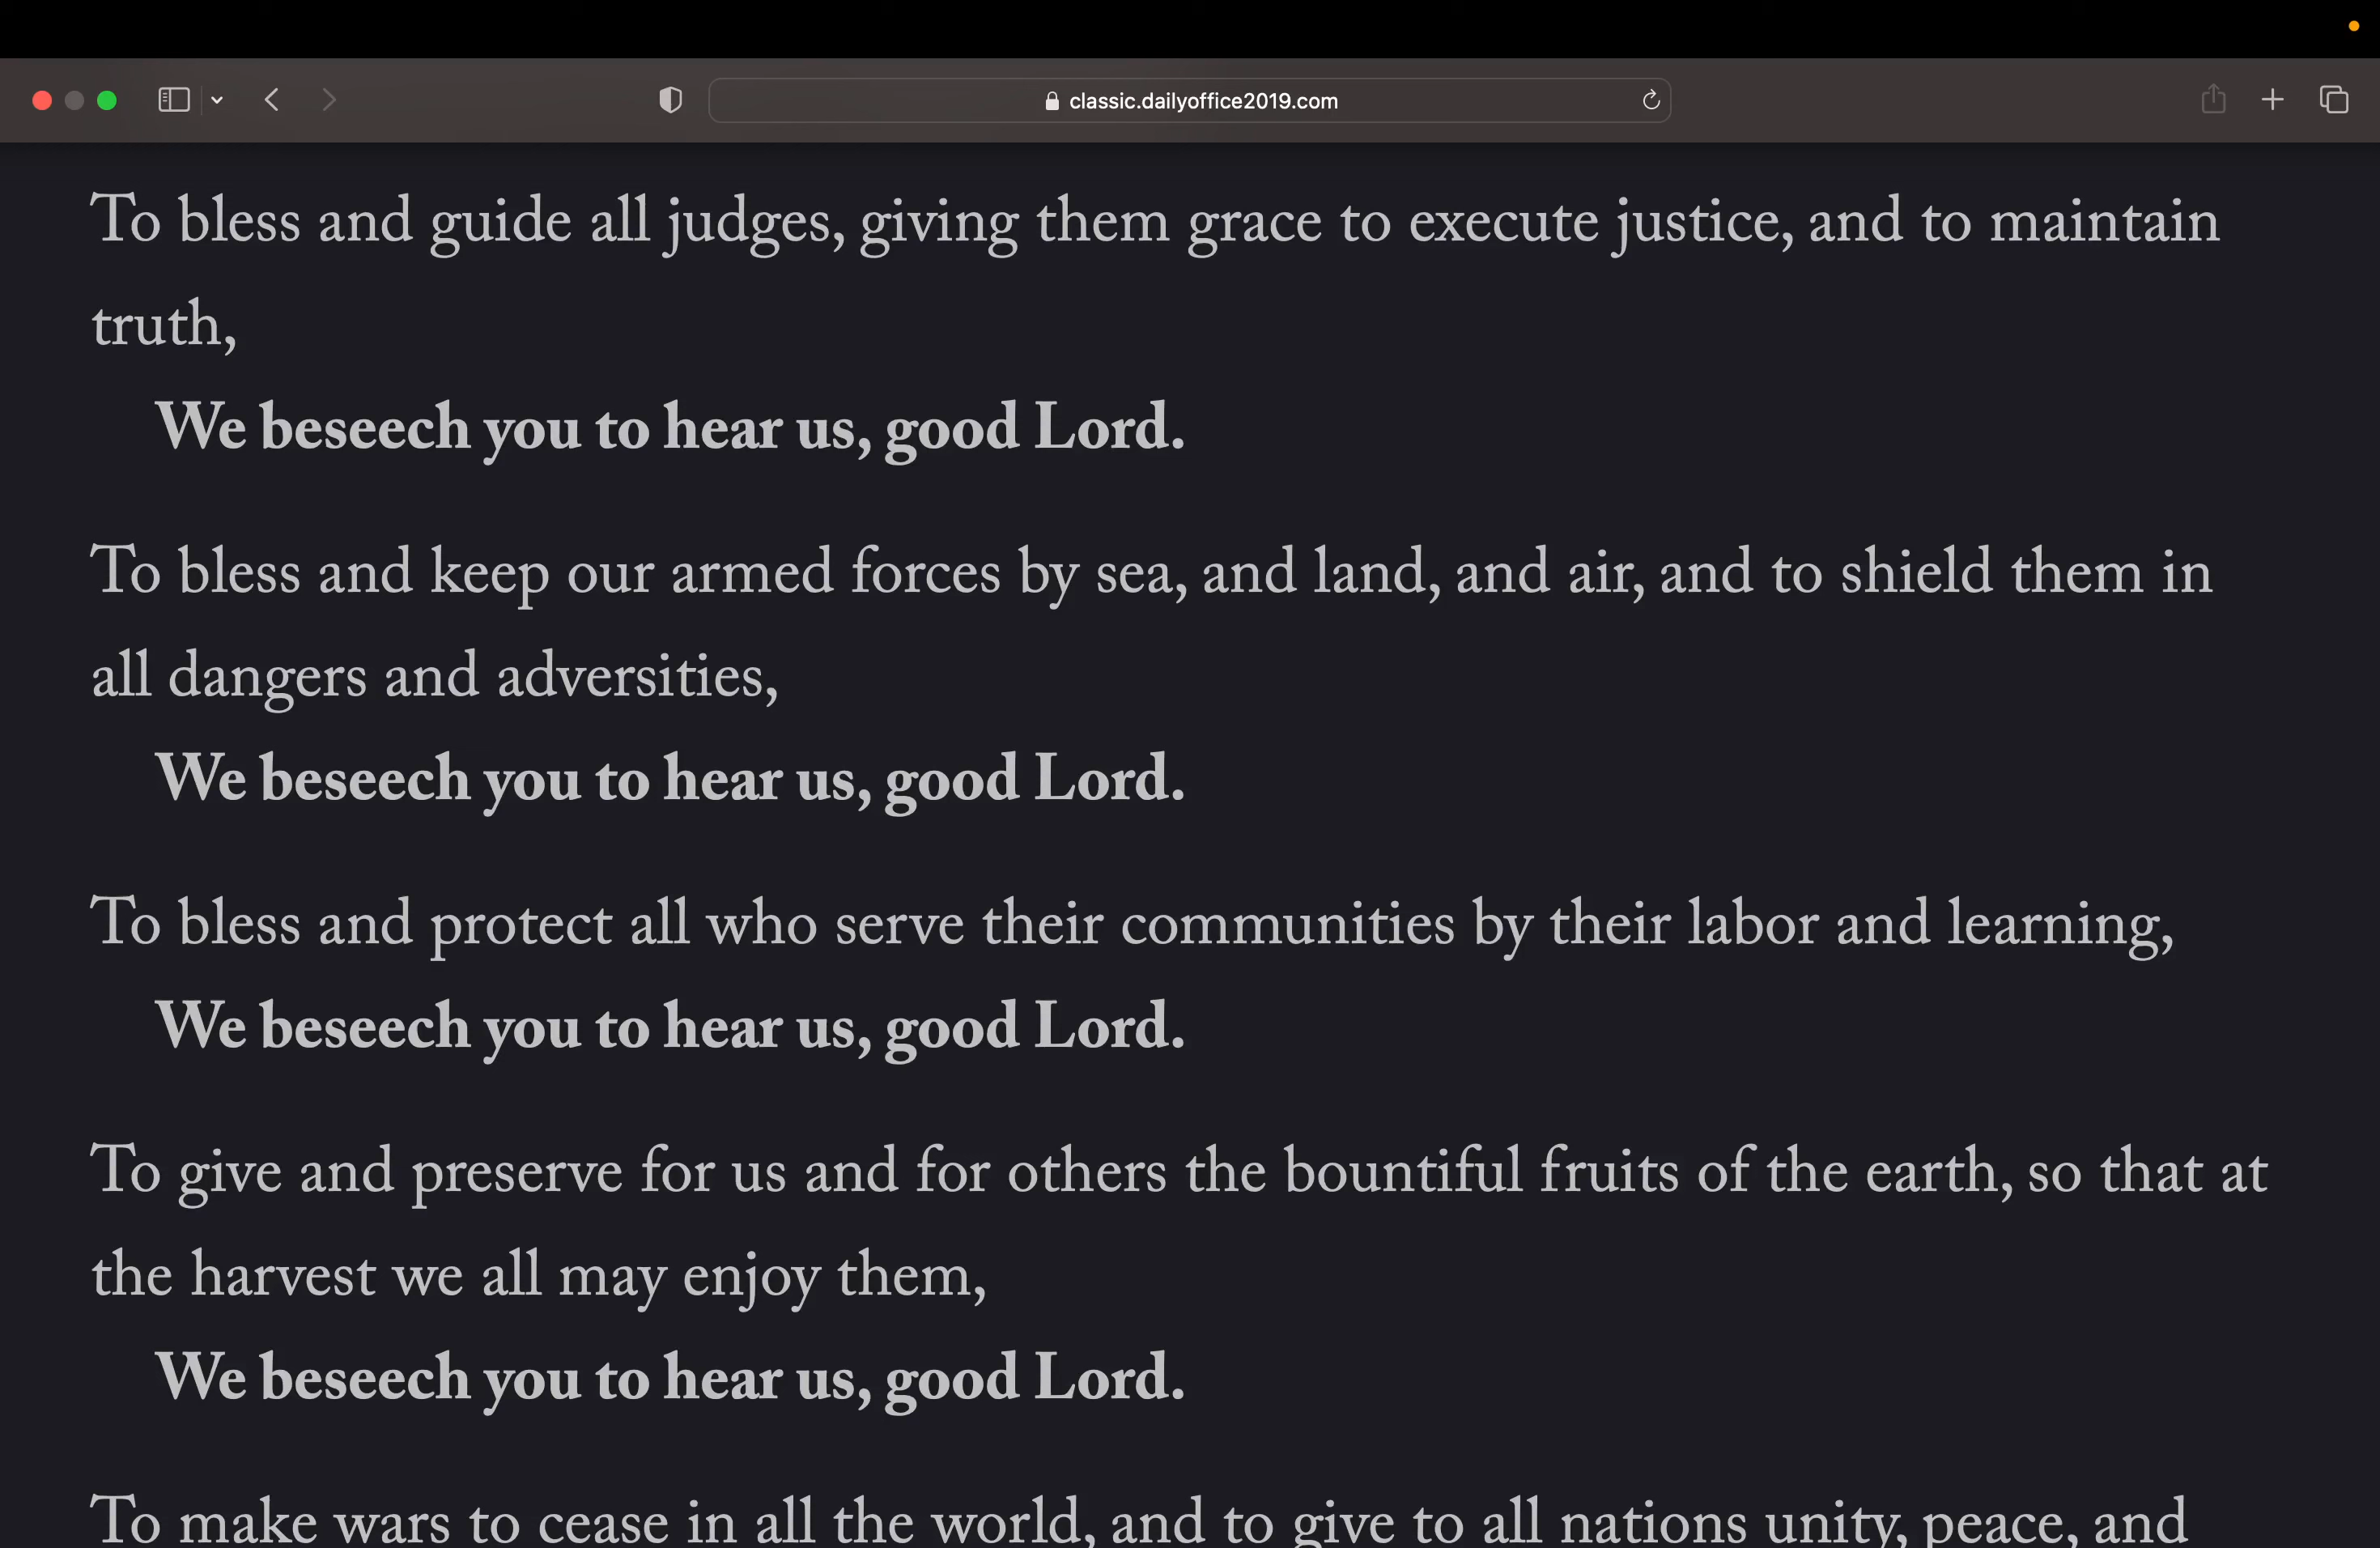 classic.dailyoffice2019.com
To bless and guide all judges, giving them grace to execute justice, and to maintain
truth,
We beseech you to hear us, good Lord.
To bless and keep our armed forces by sea, and land, and air, and to shield them in
all dangers and adversities,
We beseech you to hear us, good Lord.
To bless and protect all who serve their communities by their labor and learning,
We beseech you to hear us, good Lord.
To give and preserve for us and for others the bountiful fruits of the earth, so that at
the harvest we all may enjoy them,
We beseech you to hear us, good Lord.
To make wars to cease in all the world, and to give to all nations unity, peace, and